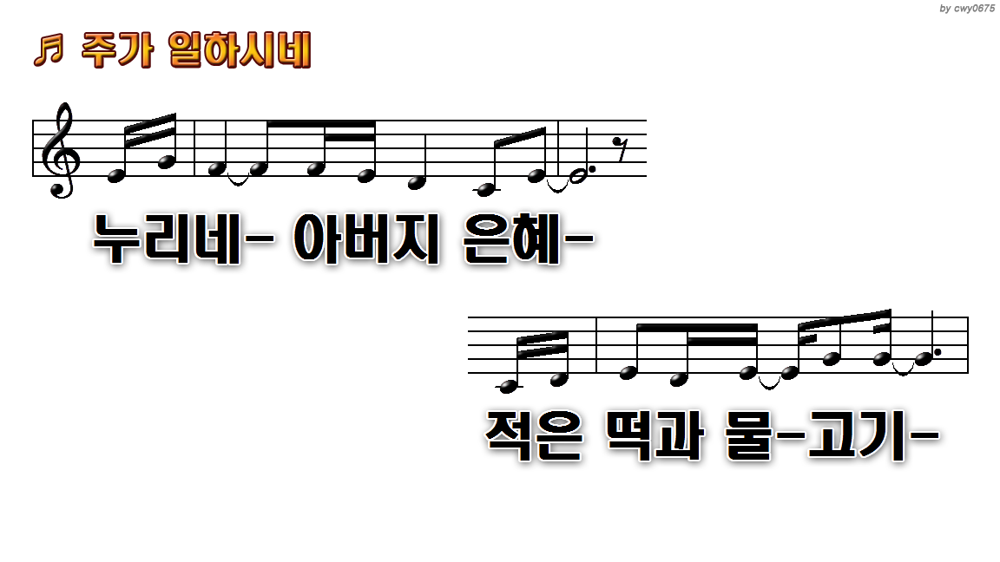 by cwy0675
♬ 주가 일하시네
누리네- 아버지 은혜-
적은 떡과 물-고기-